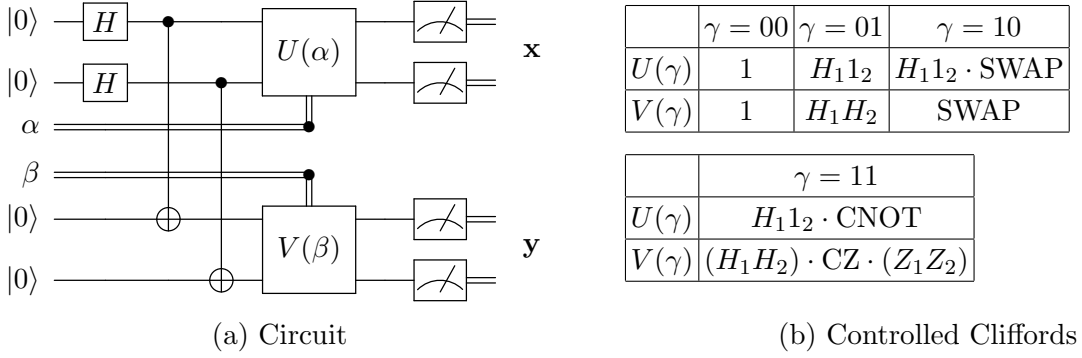 |0⟩ H U(α) x
|0⟩ H
α
β
|0⟩ V(β) y
|0⟩
(a) Circuit
γ = 00 γ = 01 γ = 10
U(γ) 1 H₁1₂ H₁1₂ · SWAP
V(γ) 1 H₁H₂ SWAP
γ = 11
U(γ) H₁1₂ · CNOT
V(γ) (H₁H₂) · CZ · (Z₁Z₂)
(b) Controlled Cliffords